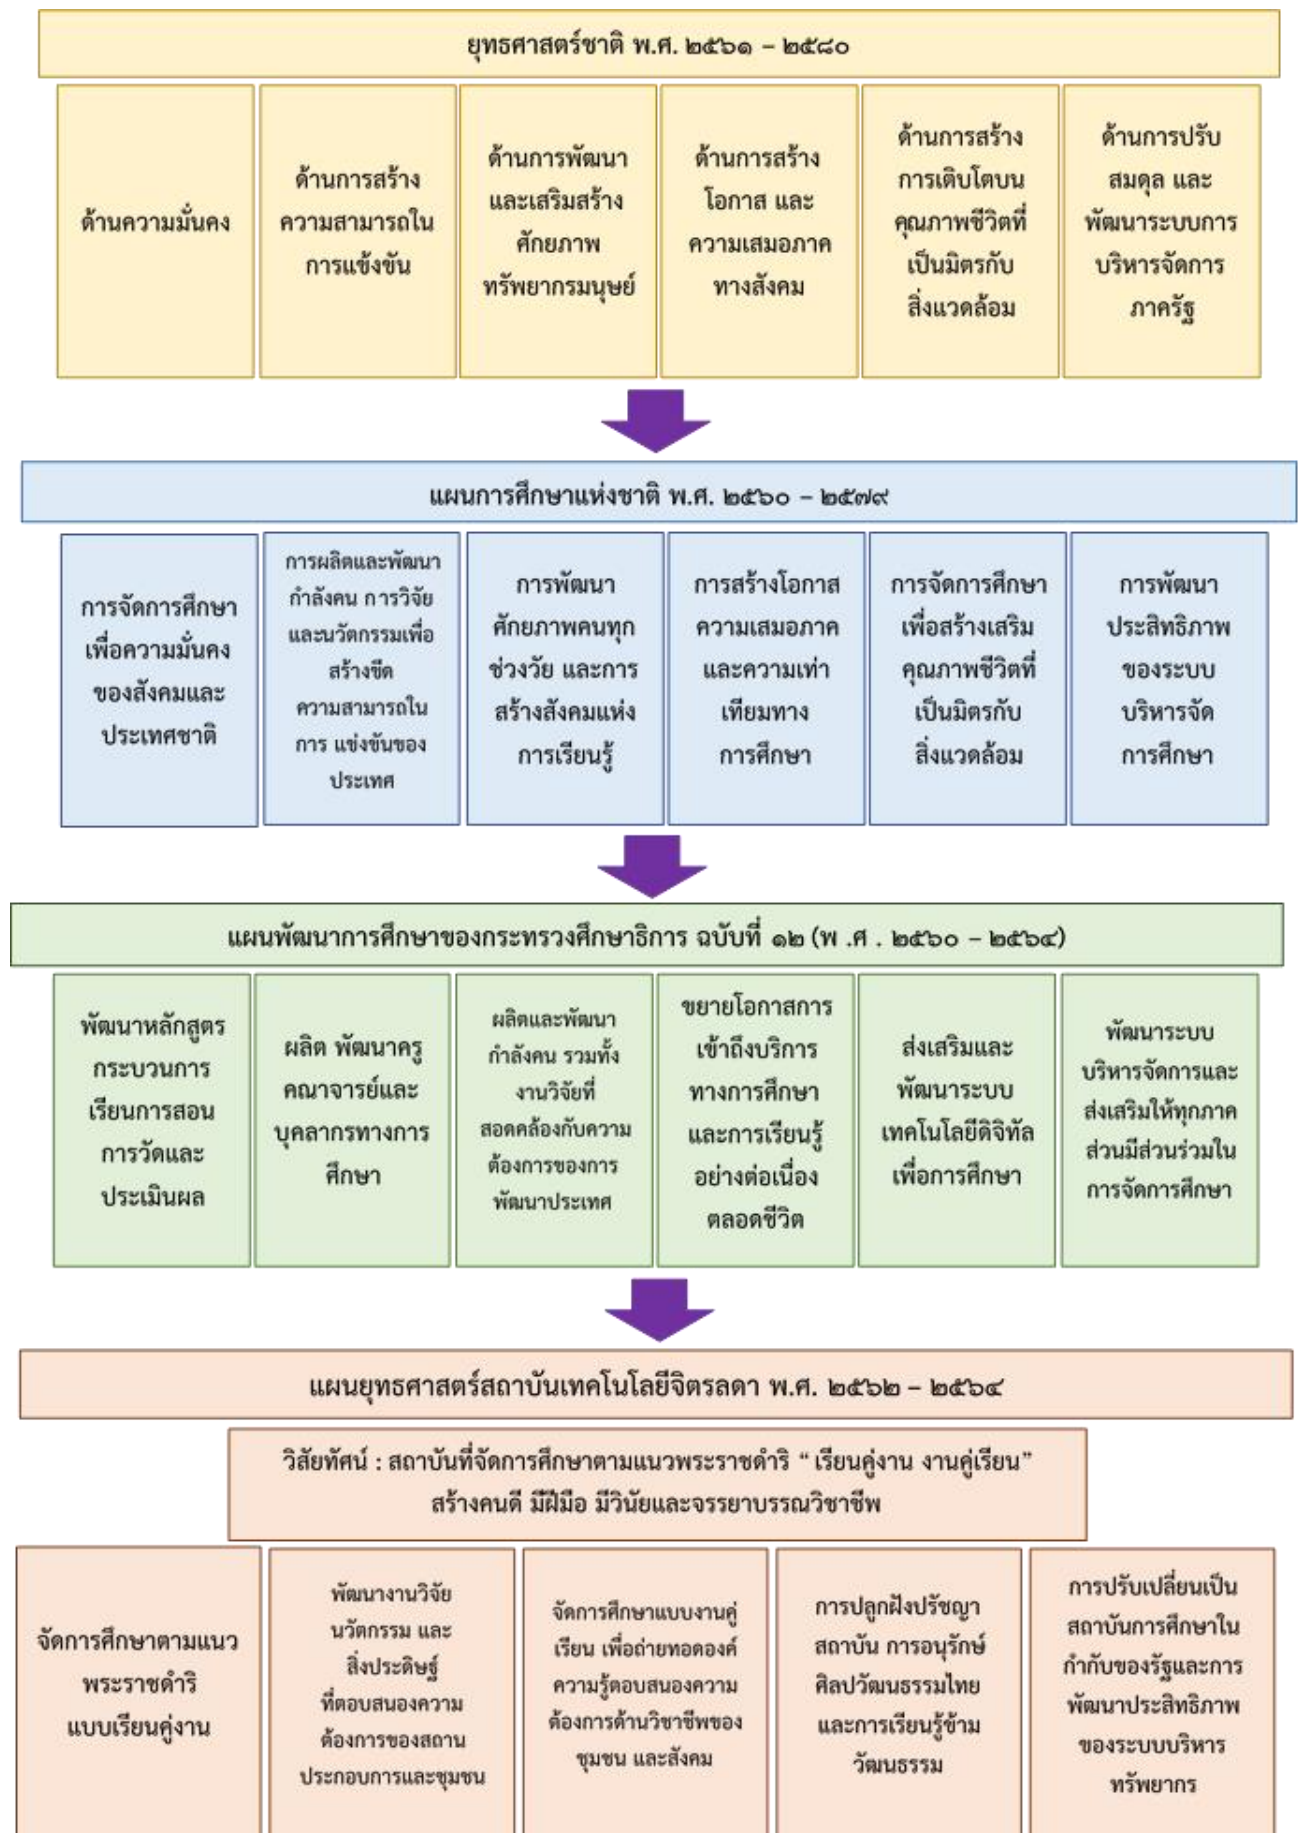 ยุทธศาสตร์ชาติ พ.ศ. ๒๕๖๑ – ๒๕๘๐
ด้านความมั่นคง
ด้านการสร้าง
ความสามารถใน
การแข้งขัน
ด้านการพัฒนา
และเสริมสร้าง
ศักยภาพ
ทรัพยากรมนุษย์
ด้านการสร้าง
โอกาส และ
ความเสมอภาค
ทางสังคม
ด้านการสร้าง
การเติบโตบน
คุณภาพชีวิตที่
เป็นมิตรกับ
สิ่งแวดล้อม
ด้านการปรับ
สมดุล และ
พัฒนาระบบการ
บริหารจัดการ
ภาครัฐ
แผนการศึกษาแห่งชาติ พ.ศ. ๒๕๖๐ – ๒๕๗๙
การจัดการศึกษา
เพื่อความมั่นคง
ของสังคมและ
ประเทศชาติ
การผลิตและพัฒนา
กำลังคน การวิจัย
และนวัตกรรมเพื่อ
สร้างขีด
ความสามารถใน
การ แข่งขันของ
ประเทศ
การพัฒนา
ศักยภาพคนทุก
ช่วงวัย และการ
สร้างสังคมแห่ง
การเรียนรู้
การสร้างโอกาส
ความเสมอภาค
และความเท่า
เทียมทาง
การศึกษา
การจัดการศึกษา
เพื่อสร้างเสริม
คุณภาพชีวิตที่
เป็นมิตรกับ
สิ่งแวดล้อม
การพัฒนา
ประสิทธิภาพ
ของระบบ
บริหารจัด
การศึกษา
แผนพัฒนาการศึกษาของกระทรวงศึกษาธิการ ฉบับที่ ๑๒ (พ .ศ . ๒๕๖๐ – ๒๕๖๔)
พัฒนาหลักสูตร
กระบวนการ
เรียนการสอน
การวัดและ
ประเมินผล
ผลิต พัฒนาครู
คณาจารย์และ
บุคลากรทางการ
ศึกษา
ผลิตและพัฒนา
กำลังคน รวมทั้ง
งานวิจัยที่
สอดคล้องกับความ
ต้องการของการ
พัฒนาประเทศ
ขยายโอกาสการ
เข้าถึงบริการ
ทางการศึกษา
และการเรียนรู้
อย่างต่อเนื่อง
ตลอดชีวิต
ส่งเสริมและ
พัฒนาระบบ
เทคโนโลยีดิจิทัล
เพื่อการศึกษา
พัฒนาระบบ
บริหารจัดการและ
ส่งเสริมให้ทุกภาค
ส่วนมีส่วนร่วมใน
การจัดการศึกษา
แผนยุทธศาสตร์สถาบันเทคโนโลยีจิตรลดา พ.ศ. ๒๕๖๒ – ๒๕๖๔
วิสัยทัศน์ : สถาบันที่จัดการศึกษาตามแนวพระราชดำริ “ เรียนคู่งาน งานคู่เรียน”
สร้างคนดี มีฝีมือ มีวินัยและจรรยาบรรณวิชาชีพ
จัดการศึกษาตามแนว
พระราชดำริ
แบบเรียนคู่งาน
พัฒนางานวิจัย
นวัตกรรม และ
สิ่งประดิษฐ์
ที่ตอบสนองความ
ต้องการของสถาน
ประกอบการและชุมชน
จัดการศึกษาแบบงานคู่
เรียน เพื่อถ่ายทอดองค์
ความรู้ตอบสนองความ
ต้องการด้านวิชาชีพของ
ชุมชน และสังคม
การปลูกฝังปรัชญา
สถาบัน การอนุรักษ์
ศิลปวัฒนธรรมไทย
และการเรียนรู้ข้าม
วัฒนธรรม
การปรับเปลี่ยนเป็น
สถาบันการศึกษาใน
กำกับของรัฐและการ
พัฒนาประสิทธิภาพ
ของระบบบริหาร
ทรัพยากร